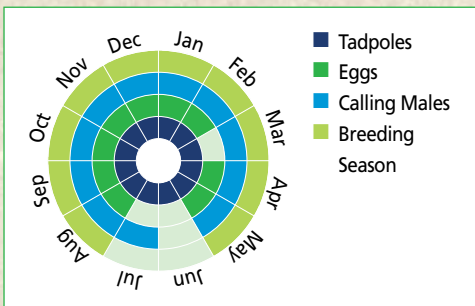 Jan
Feb
Mar
Apr
May
Jun
Jul
Aug
Sep
Oct
Nov
Dec
Tadpoles
Eggs
Calling Males
Breeding
Season